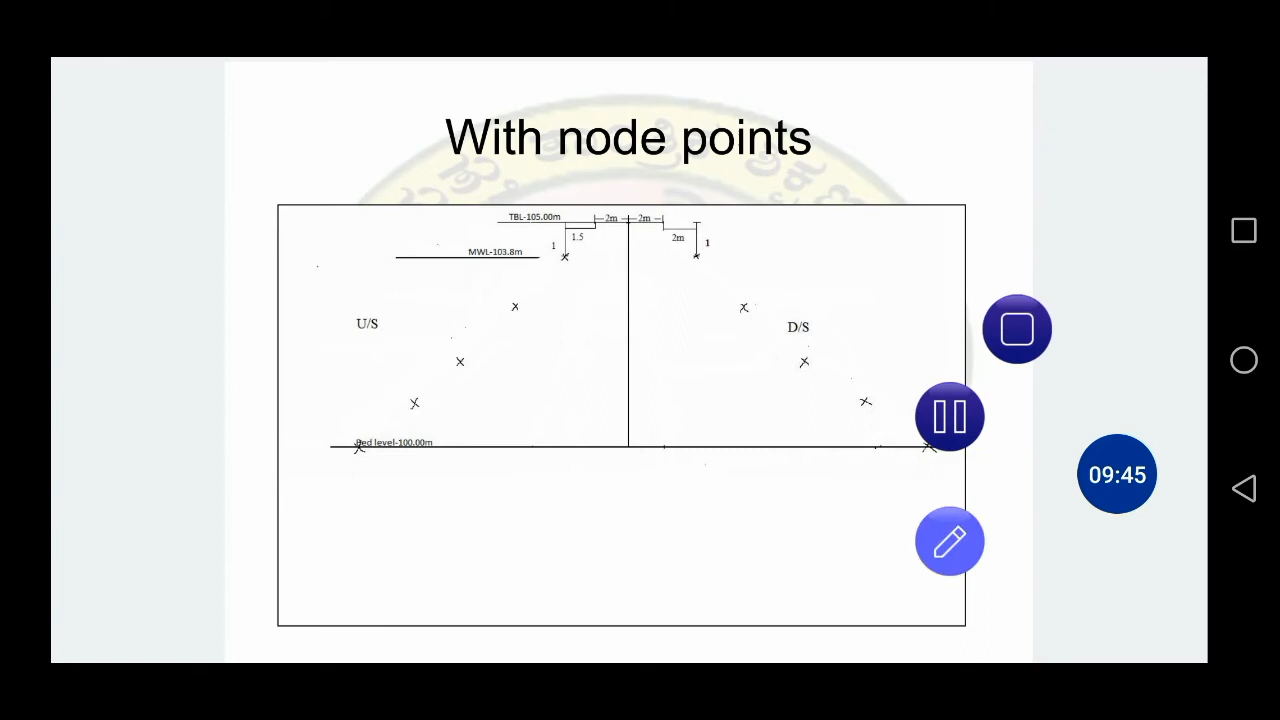 With node points
TBL-105.00m
2m
2m
1.5
1
2m
1
MWL-103.8m
U/S
D/S
Bed level-100.00m
09:45